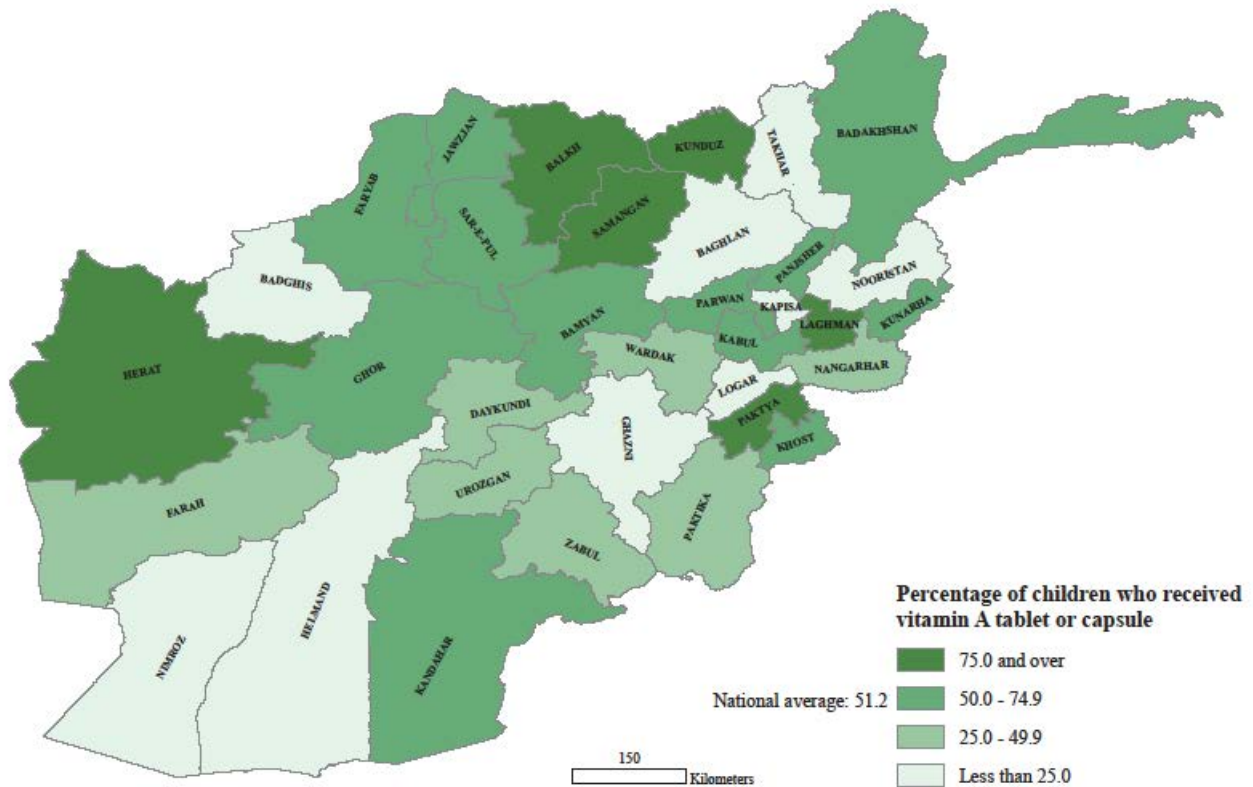 BADAKHSHAN
TAKHAR
KUNDUZ
BALKH
JAWZJAN
FARYAB
SAR-E-PUL
SAMANGAN
BAGHLAN
PANJSHER
NOORISTAN
BADGHIS
PARWAN
KAPISA
KUNARHA
LAGHMAN
BAMYAN
KABUL
WARDAK
NANGARHAR
HERAT
GHOR
LOGAR
DAYKUNDI
PAKTYA
KHOST
GHAZNI
UROZGAN
FARAH
PAKTIKA
ZABUL
HELMAND
NIMROZ
KANDAHAR
Percentage of children who received
vitamin A tablet or capsule
75.0 and over
50.0 - 74.9
National average: 51.2
25.0 - 49.9
Less than 25.0
150
Kilometers